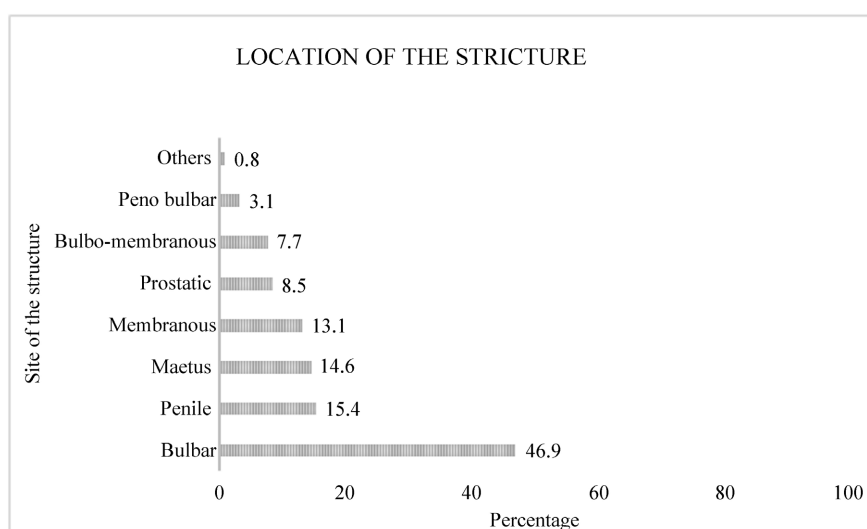 LOCATION OF THE STRICTURE
Site of the structure
Others 0.8
Peno bulbar 3.1
Bulbo-membranous 7.7
Prostatic 8.5
Membranous 13.1
Maetus 14.6
Penile 15.4
Bulbar 46.9
0 20 40 60 80 100
Percentage